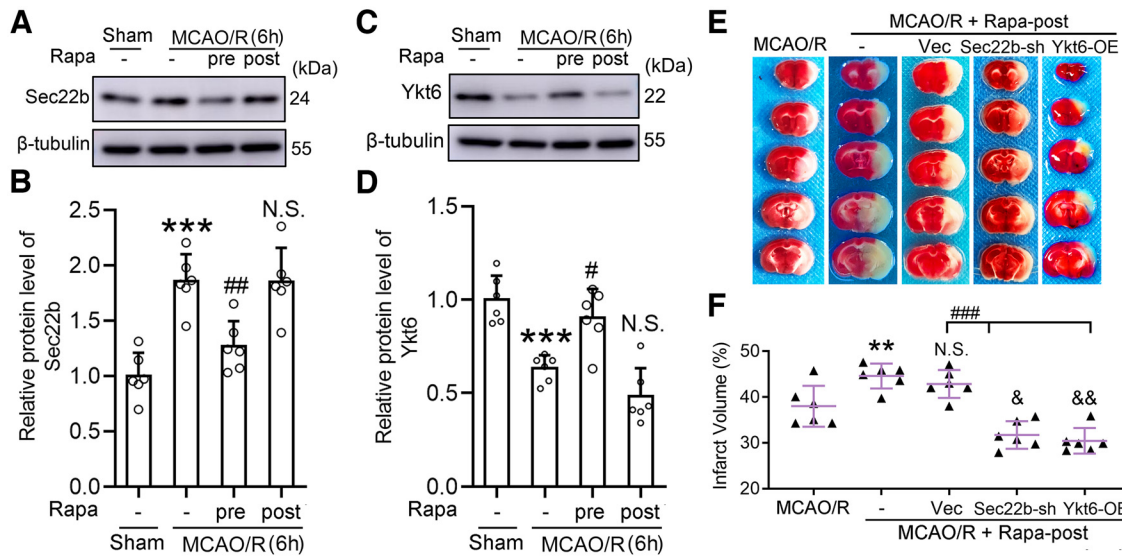 A
Sham MCAO/R (6h)
Rapa - - pre post (kDa)
Sec22b 24
β-tubulin 55
B
Relative protein level of
Sec22b
2.5
2.0
1.5
1.0
0.5
0.0
*** ## N.S.
Rapa - - pre post
Sham MCAO/R (6h)
C
Sham MCAO/R (6h)
Rapa - - pre post (kDa)
Ykt6 22
β-tubulin 55
D
Relative protein level of
Ykt6
1.5
1.0
0.5
0.0
*** # N.S.
Rapa - - pre post
Sham MCAO/R (6h)
E
MCAO/R + Rapa-post
MCAO/R - Vec Sec22b-sh Ykt6-OE
F
Infarct Volume (%)
50
40
30
20
###
** N.S. & &&
MCAO/R - Vec Sec22b-sh Ykt6-OE
MCAO/R + Rapa-post